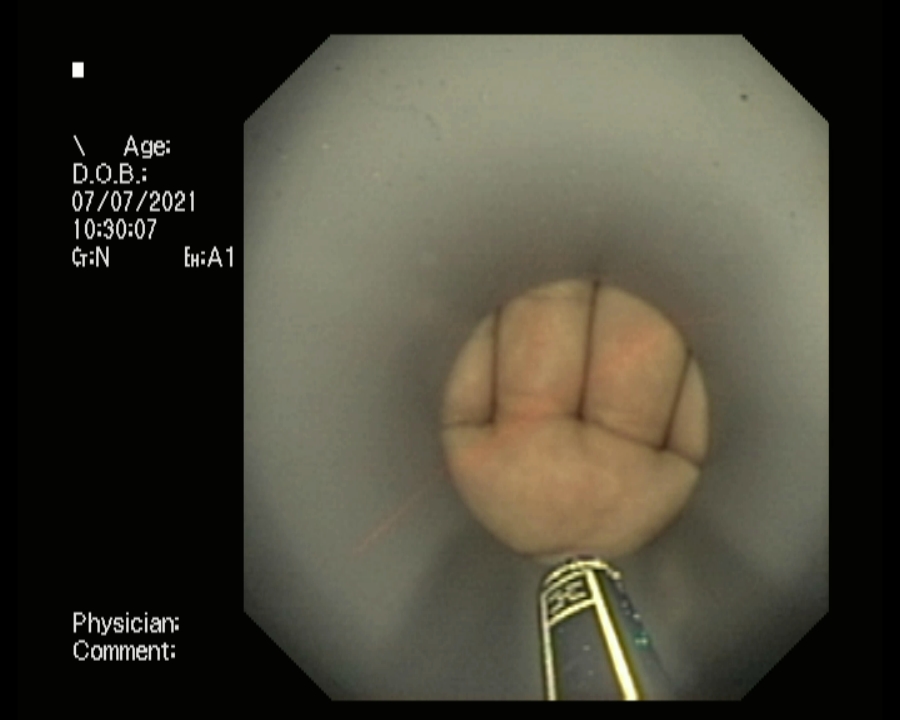 \ Age:
D.O.B.:
07/07/2021
10:30:07
Cr:N Eh:A1
Physician:
Comment: